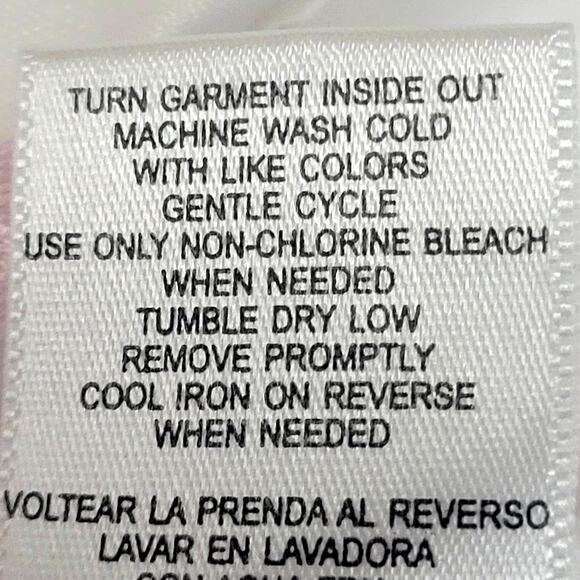 TURN GARMENT INSIDE OUT
MACHINE WASH COLD
WITH LIKE COLORS
GENTLE CYCLE
USE ONLY NON-CHLORINE BLEACH
WHEN NEEDED
TUMBLE DRY LOW
REMOVE PROMPTLY
COOL IRON ON REVERSE
WHEN NEEDED
VOLTEAR LA PRENDA AL REVERSO
LAVAR EN LAVADORA